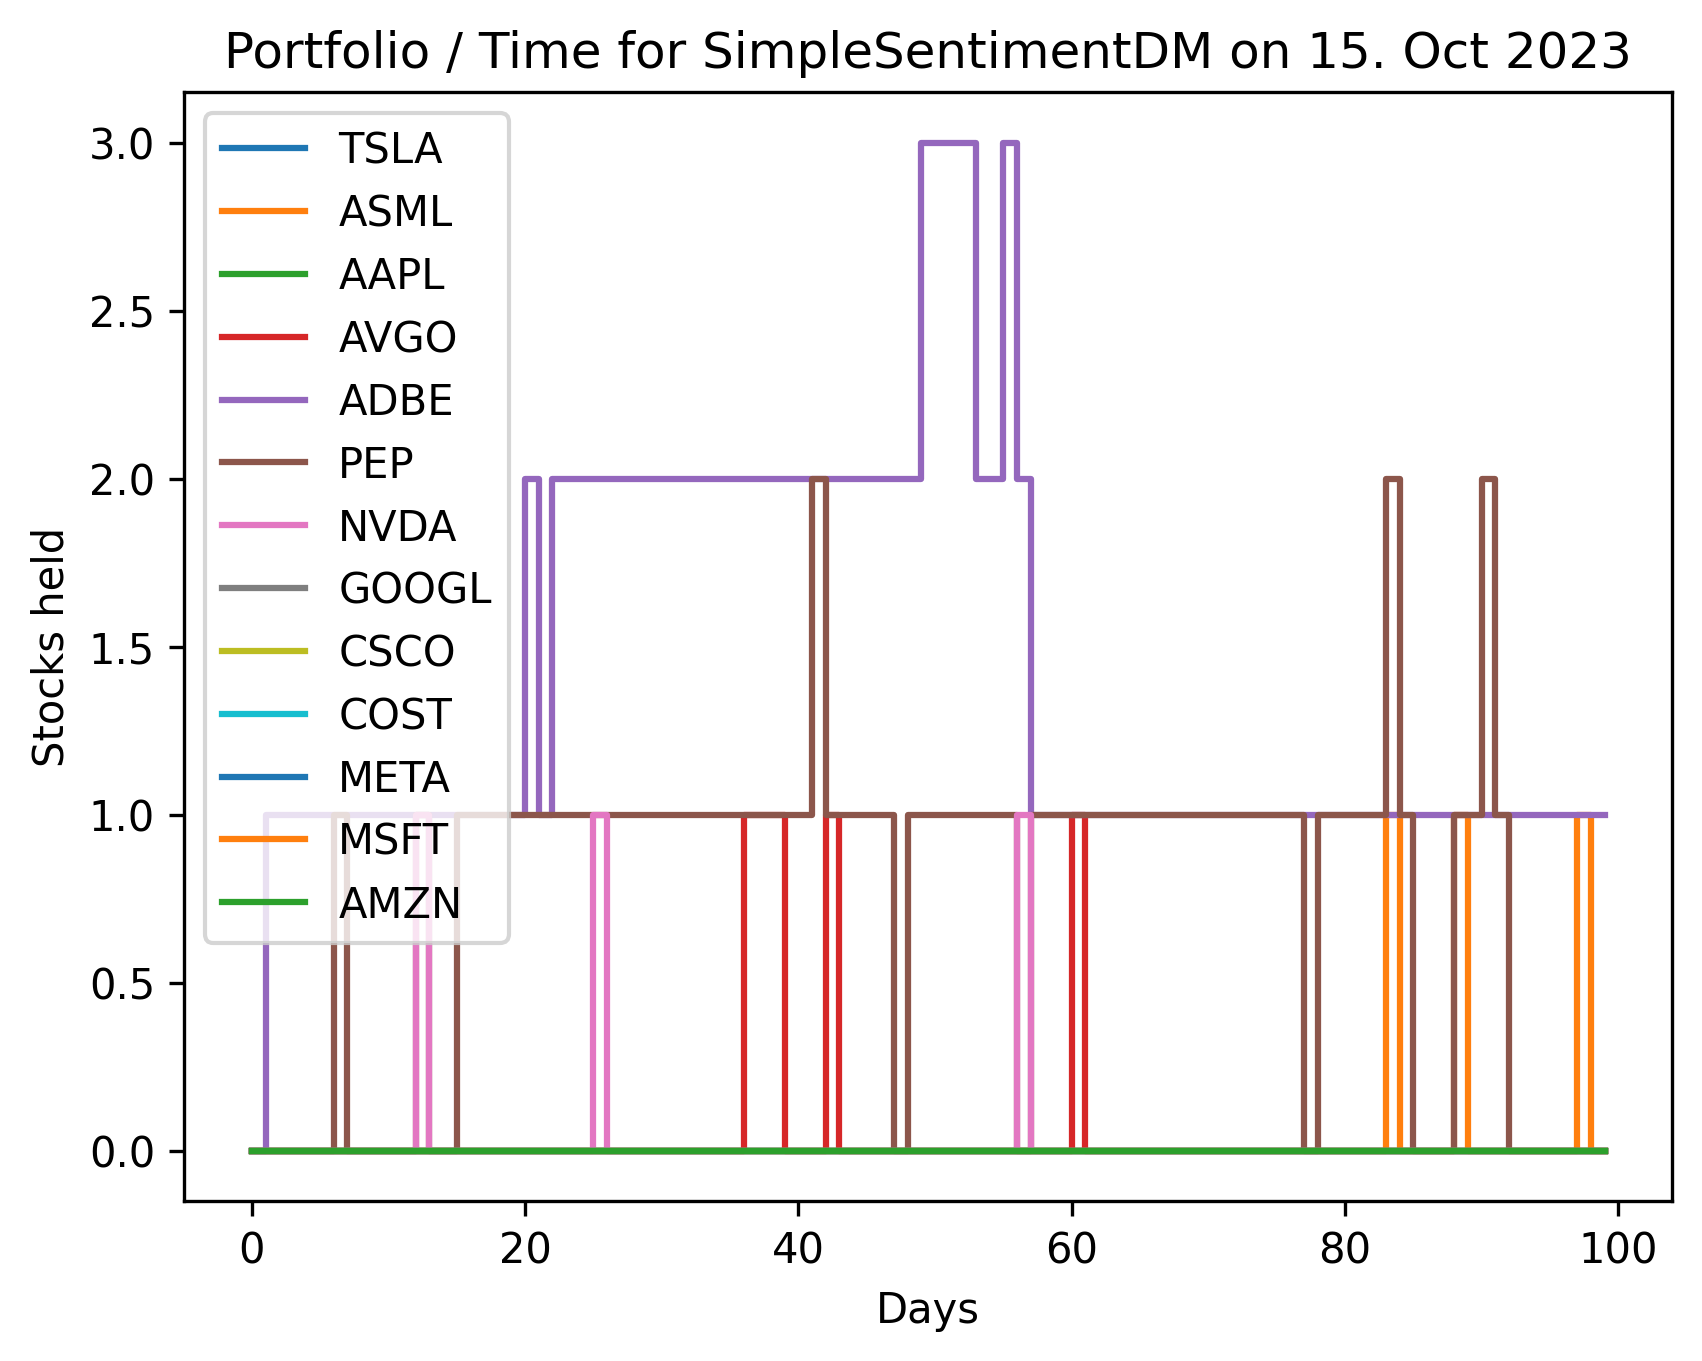 Portfolio / Time for SimpleSentimentDM on 15. Oct 2023
3.0
2.5
2.0
1.5
1.0
0.5
0.0
Stocks held
TSLA
ASML
AAPL
AVGO
ADBE
PEP
NVDA
GOOGL
CSCO
COST
META
MSFT
AMZN
0 20 40 60 80 100
Days